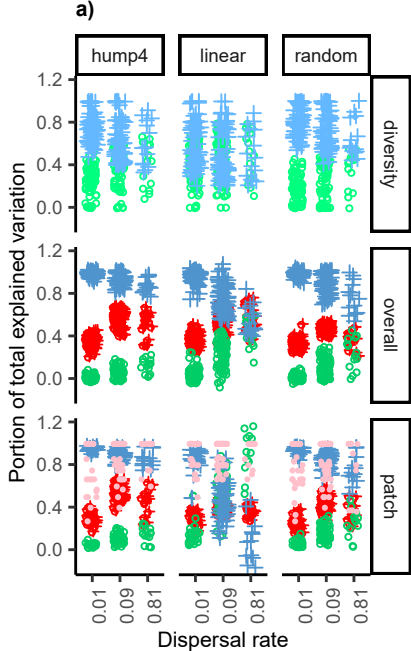 a)
hump4 linear random
1.2
0.8
0.4
0.0
diversity
1.2
0.8
0.4
0.0
overall
1.2
0.8
0.4
0.0
patch
Portion of total explained variation
0.01 0.09 0.81 0.01 0.09 0.81 0.01 0.09 0.81
Dispersal rate